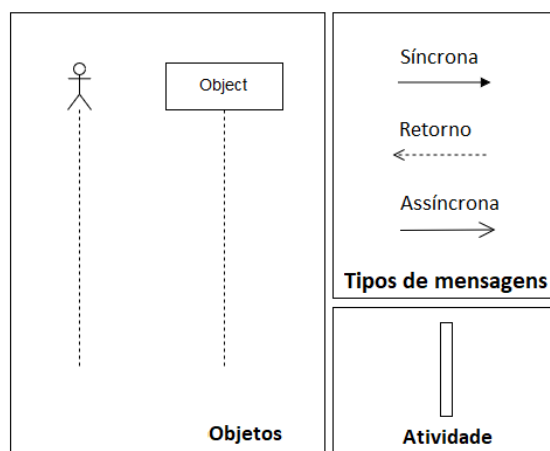 Object
Objetos
Síncrona
Retorno
Assíncrona
Tipos de mensagens
Atividade